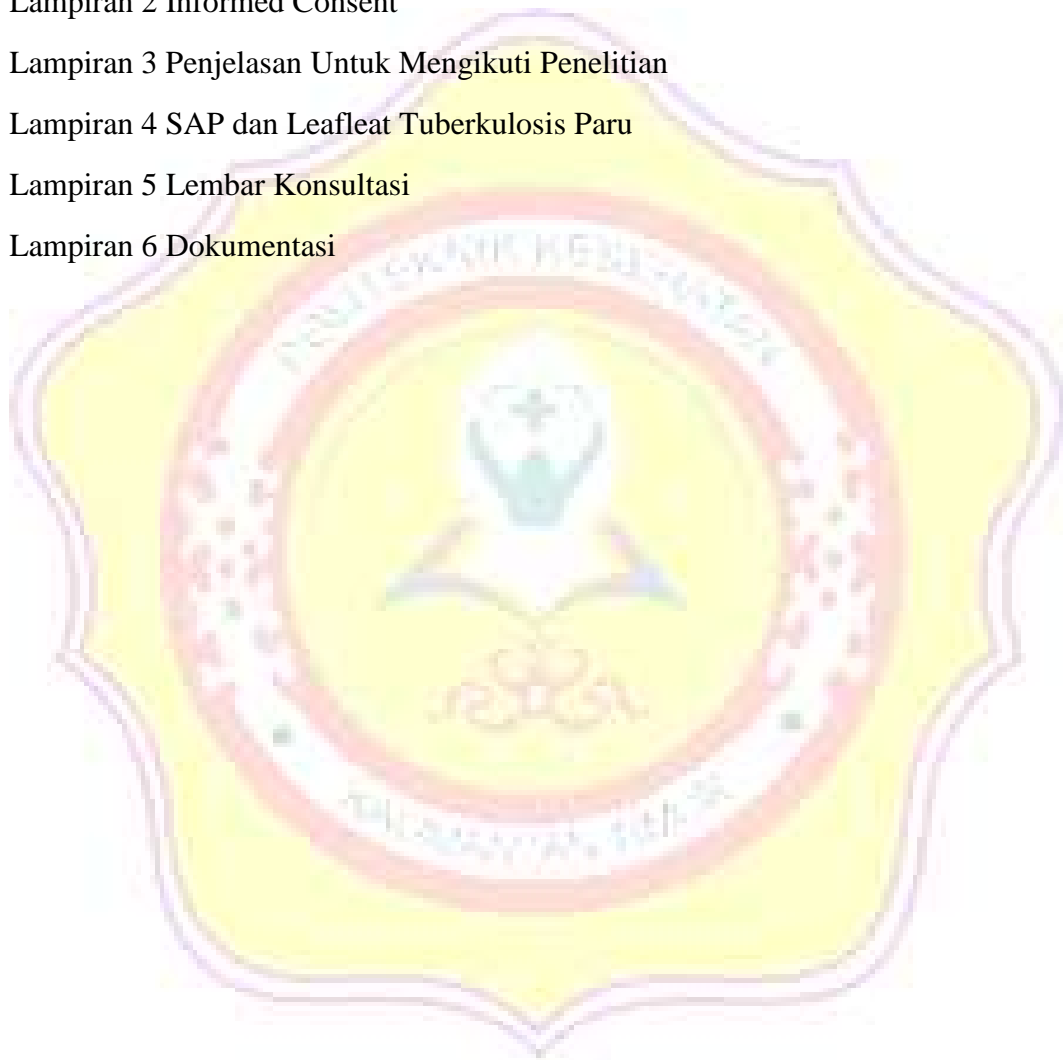 Lampiran 2 Informed Consent
Lampiran 3 Penjelasan Untuk Mengikuti Penelitian
Lampiran 4 SAP dan Leafleat Tuberkulosis Paru
Lampiran 5 Lembar Konsultasi
Lampiran 6 Dokumentasi